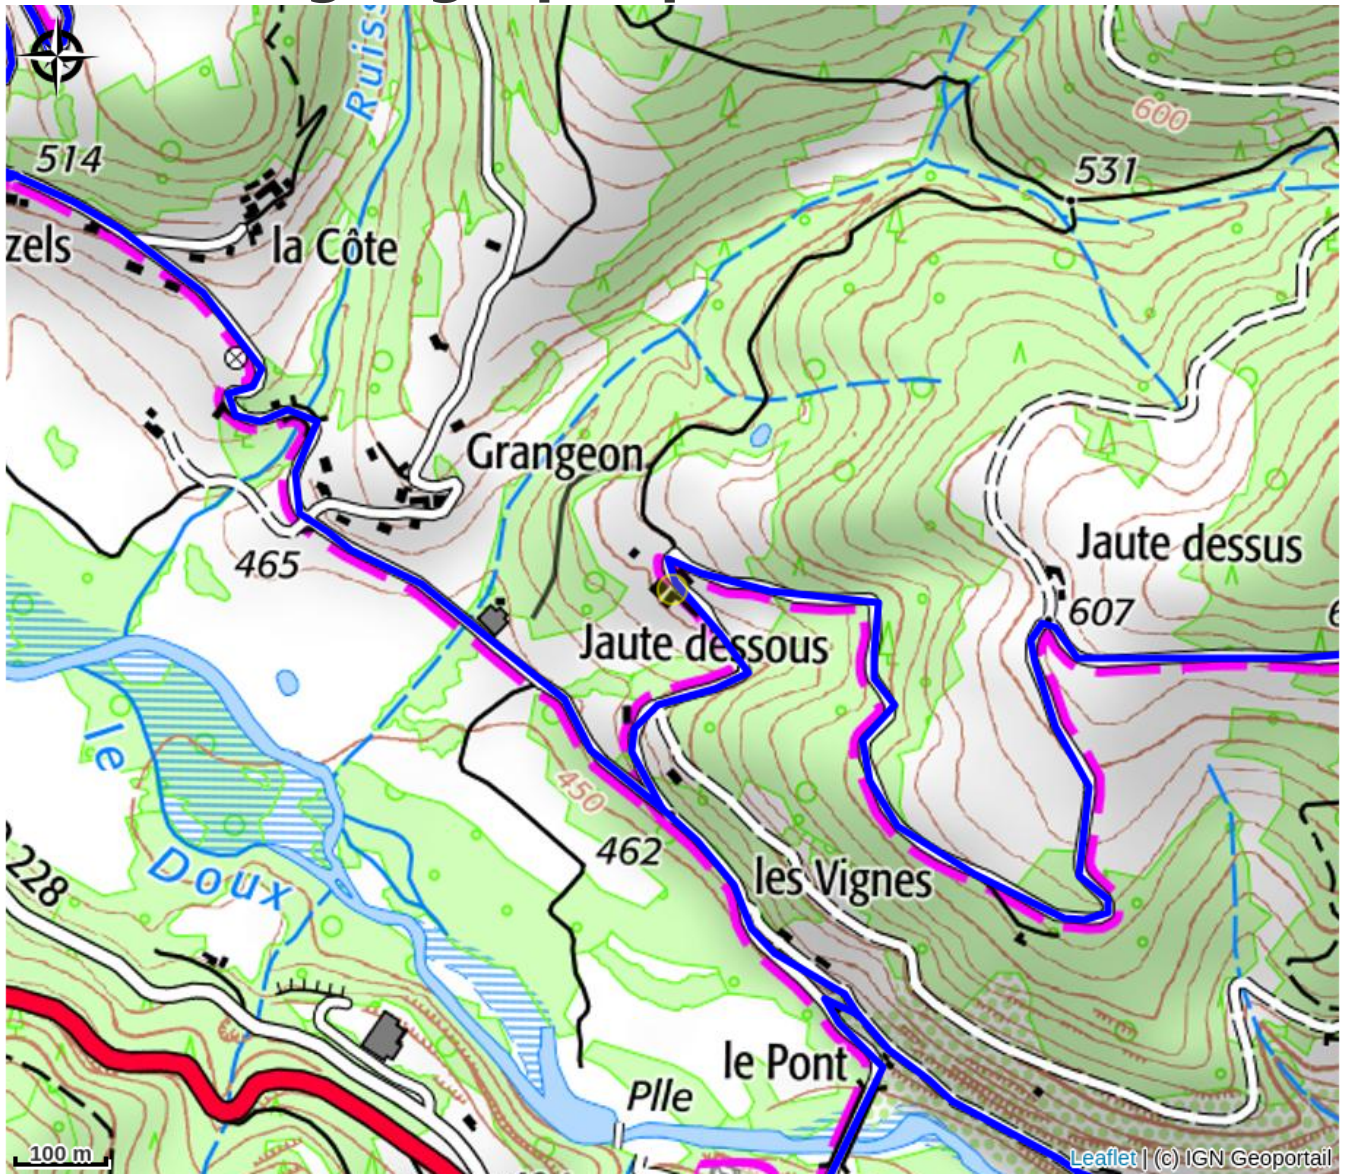 Ruiss
600
514
531
zels
la Côte
Grangeon
465
Jaute dessus
607
6
Jaute dessous
le
450
462
228
Doux
les Vignes
le Pont
Plle
100 m
Leaflet | (c) IGN Geoportail